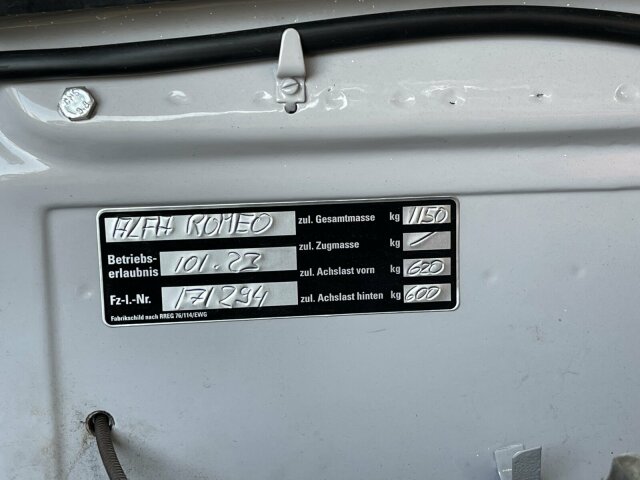 ALFA ROMEO
Betriebs-
erlaubnis 101.23
Fz-I.-Nr. 171294
Fabrikschild nach RREG 76/114/EWG
zul. Gesamtmasse kg 1150
zul. Zugmasse kg /
zul. Achslast vorn kg 620
zul. Achslast hinten kg 600